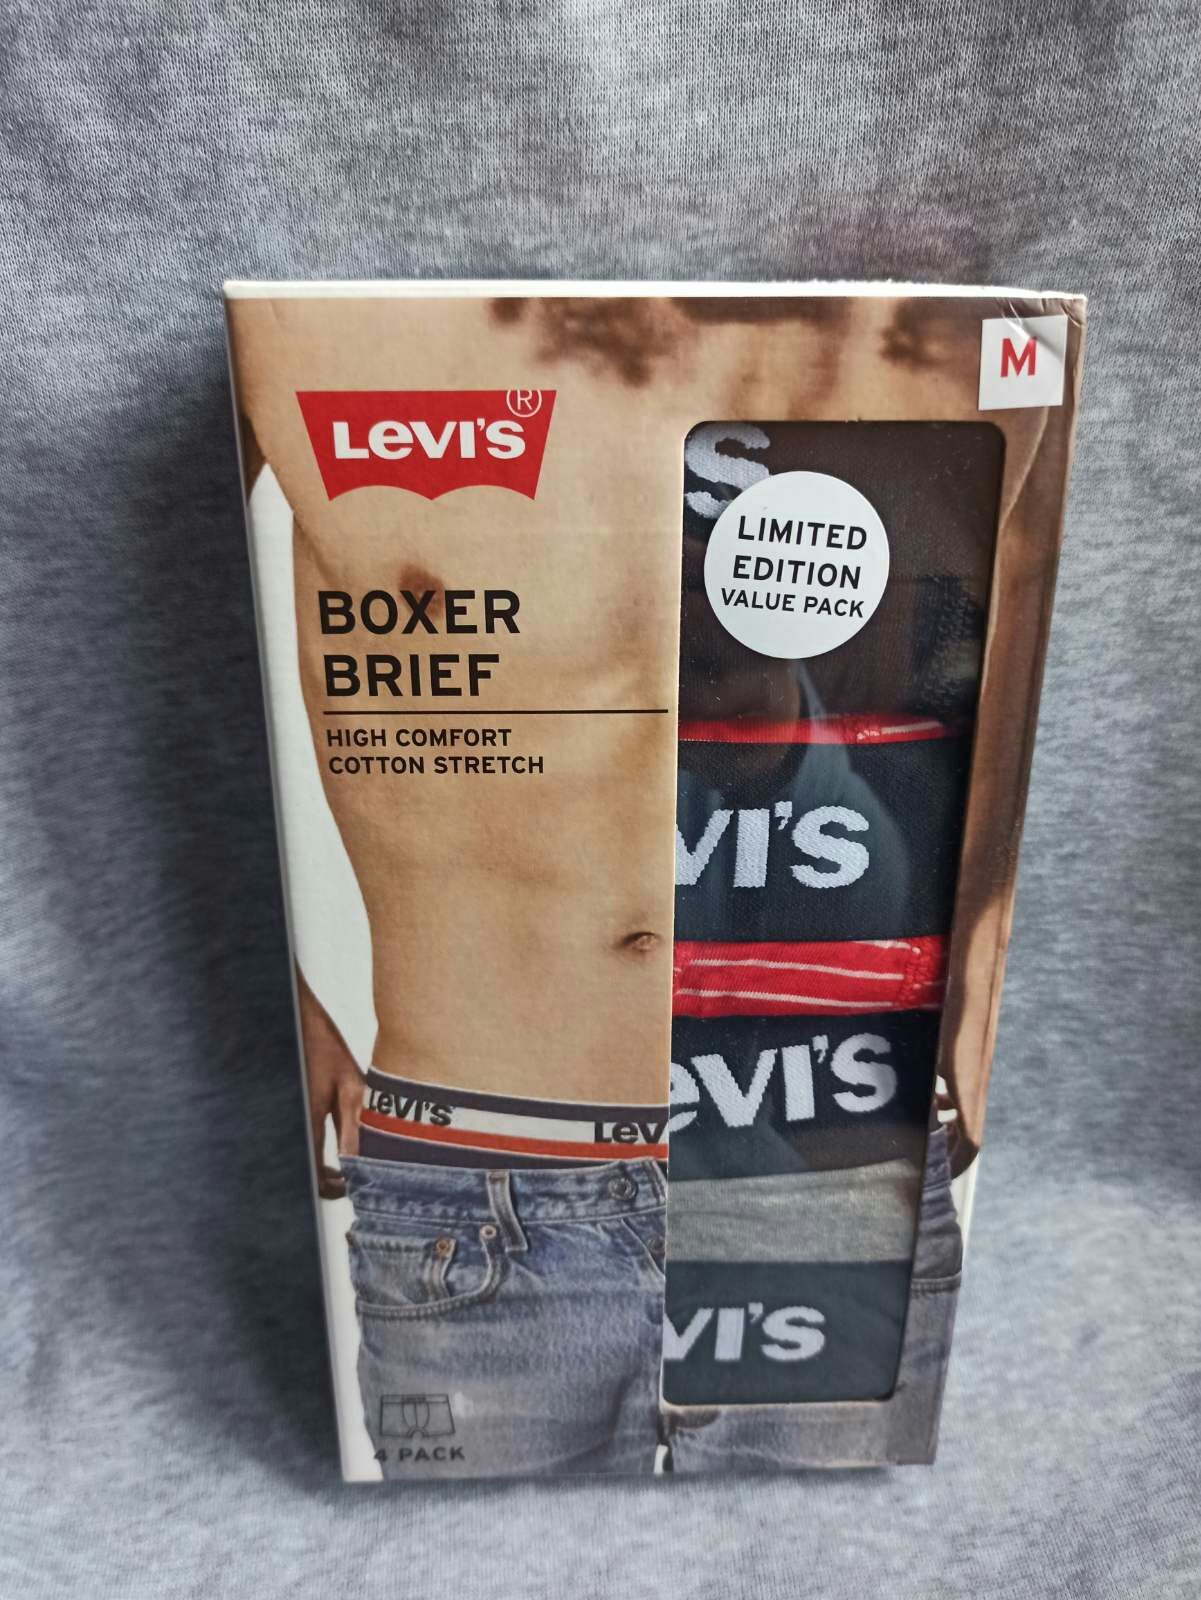 M
LEVI'S ®
BOXER
BRIEF
HIGH COMFORT
COTTON STRETCH
S
LIMITED
EDITION
VALUE PACK
VI'S
eVI'S
VI'S
LEVI'S
LEV
4 PACK